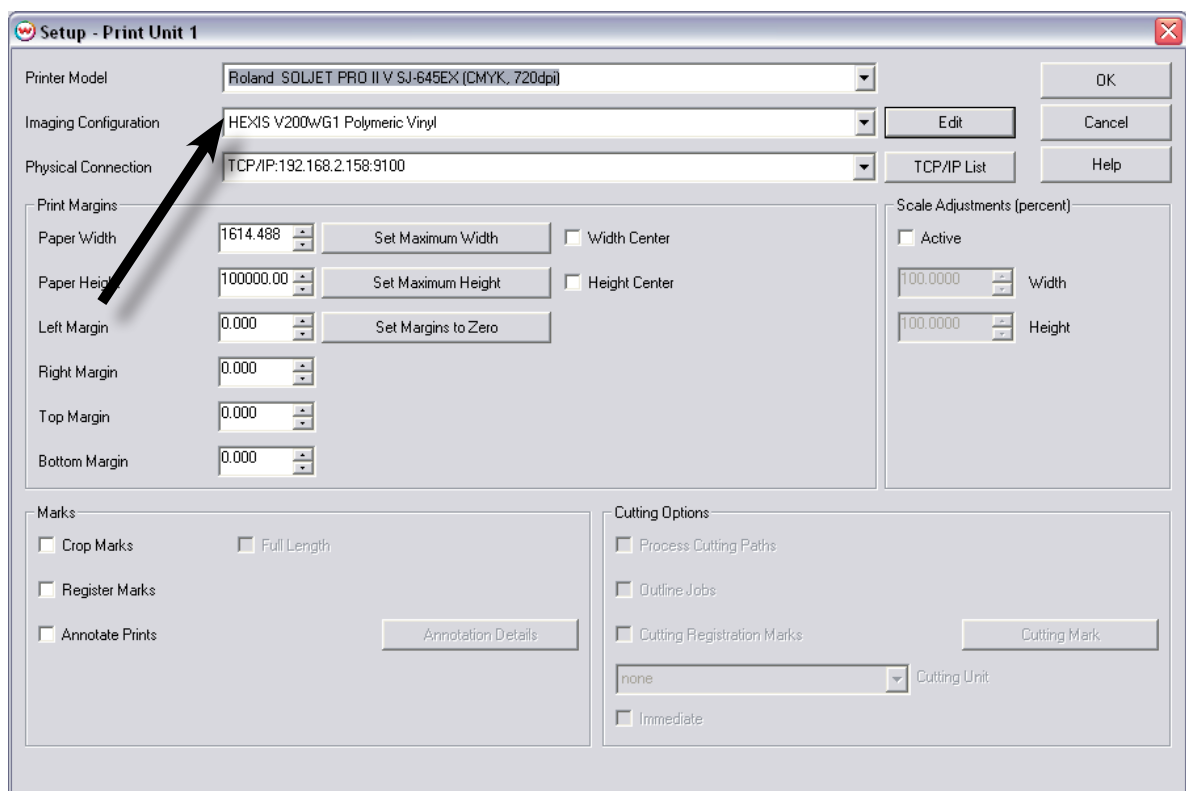 Setup - Print Unit 1
Printer Model
Roland SOLJET PRO II V SJ-645EX (CMYK, 720dpi)
OK
Imaging Configuration
HEXIS V200WG1 Polymeric Vinyl
Edit
Cancel
Physical Connection
TCP/IP:192.168.2.158:9100
TCP/IP List
Help
Print Margins
Paper Width
1614.488
Set Maximum Width
Width Center
Paper Height
100000.00
Set Maximum Height
Height Center
Left Margin
0.000
Set Margins to Zero
Right Margin
0.000
Top Margin
0.000
Bottom Margin
0.000
Scale Adjustments (percent)
Active
100.0000
Width
100.0000
Height
Marks
Crop Marks
Full Length
Register Marks
Annotate Prints
Annotation Details
Cutting Options
Process Cutting Paths
Outline Jobs
Cutting Registration Marks
Cutting Mark
none
Cutting Unit
Immediate